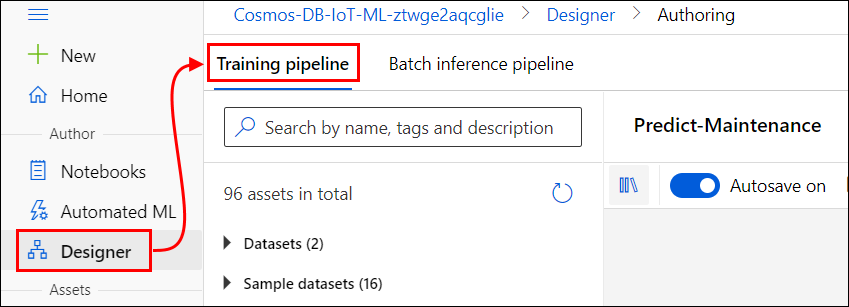 Cosmos-DB-IoT-ML-ztwge2aqcglie > Designer > Authoring
New
Home
Author
Notebooks
Automated ML
Designer
Assets
Training pipeline
Batch inference pipeline
Search by name, tags and description
96 assets in total
Datasets (2)
Sample datasets (16)
Predict-Maintenance
Autosave on